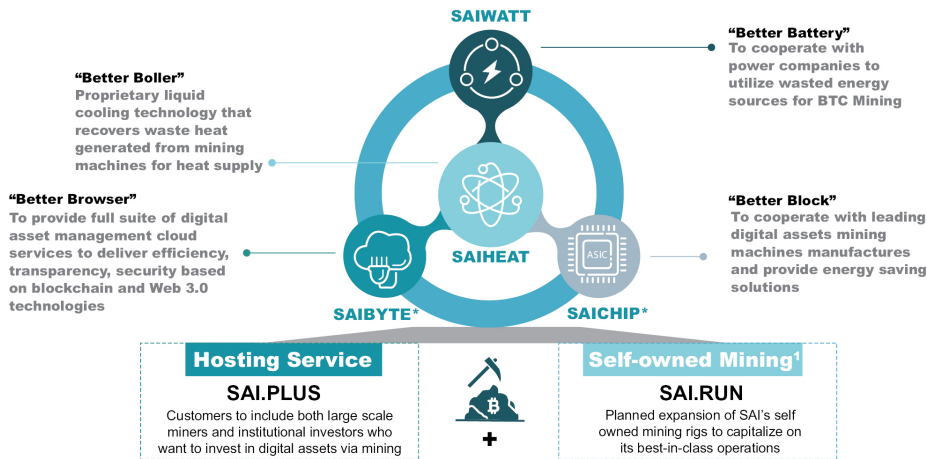 SAIWATT
“Better Battery”
To cooperate with
power companies to
utilize wasted energy
sources for BTC Mining
“Better Boller”
Proprietary liquid
cooling technology that
recovers waste heat
generated from mining
machines for heat supply
“Better Browser”
To provide full suite of digital
asset management cloud
services to deliver efficiency,
transparency, security based
on blockchain and Web 3.0
technologies
“Better Block”
To cooperate with leading
digital assets mining
machines manufactures
and provide energy saving
solutions
SAIHEAT
ASIC
SAIBYTE*
SAICHIP*
Hosting Service
SAI.PLUS
Customers to include both large scale
miners and institutional investors who
want to invest in digital assets via mining
B
+
Self-owned Mining¹
SAI.RUN
Planned expansion of SAI’s self
owned mining rigs to capitalize on
its best-in-class operations